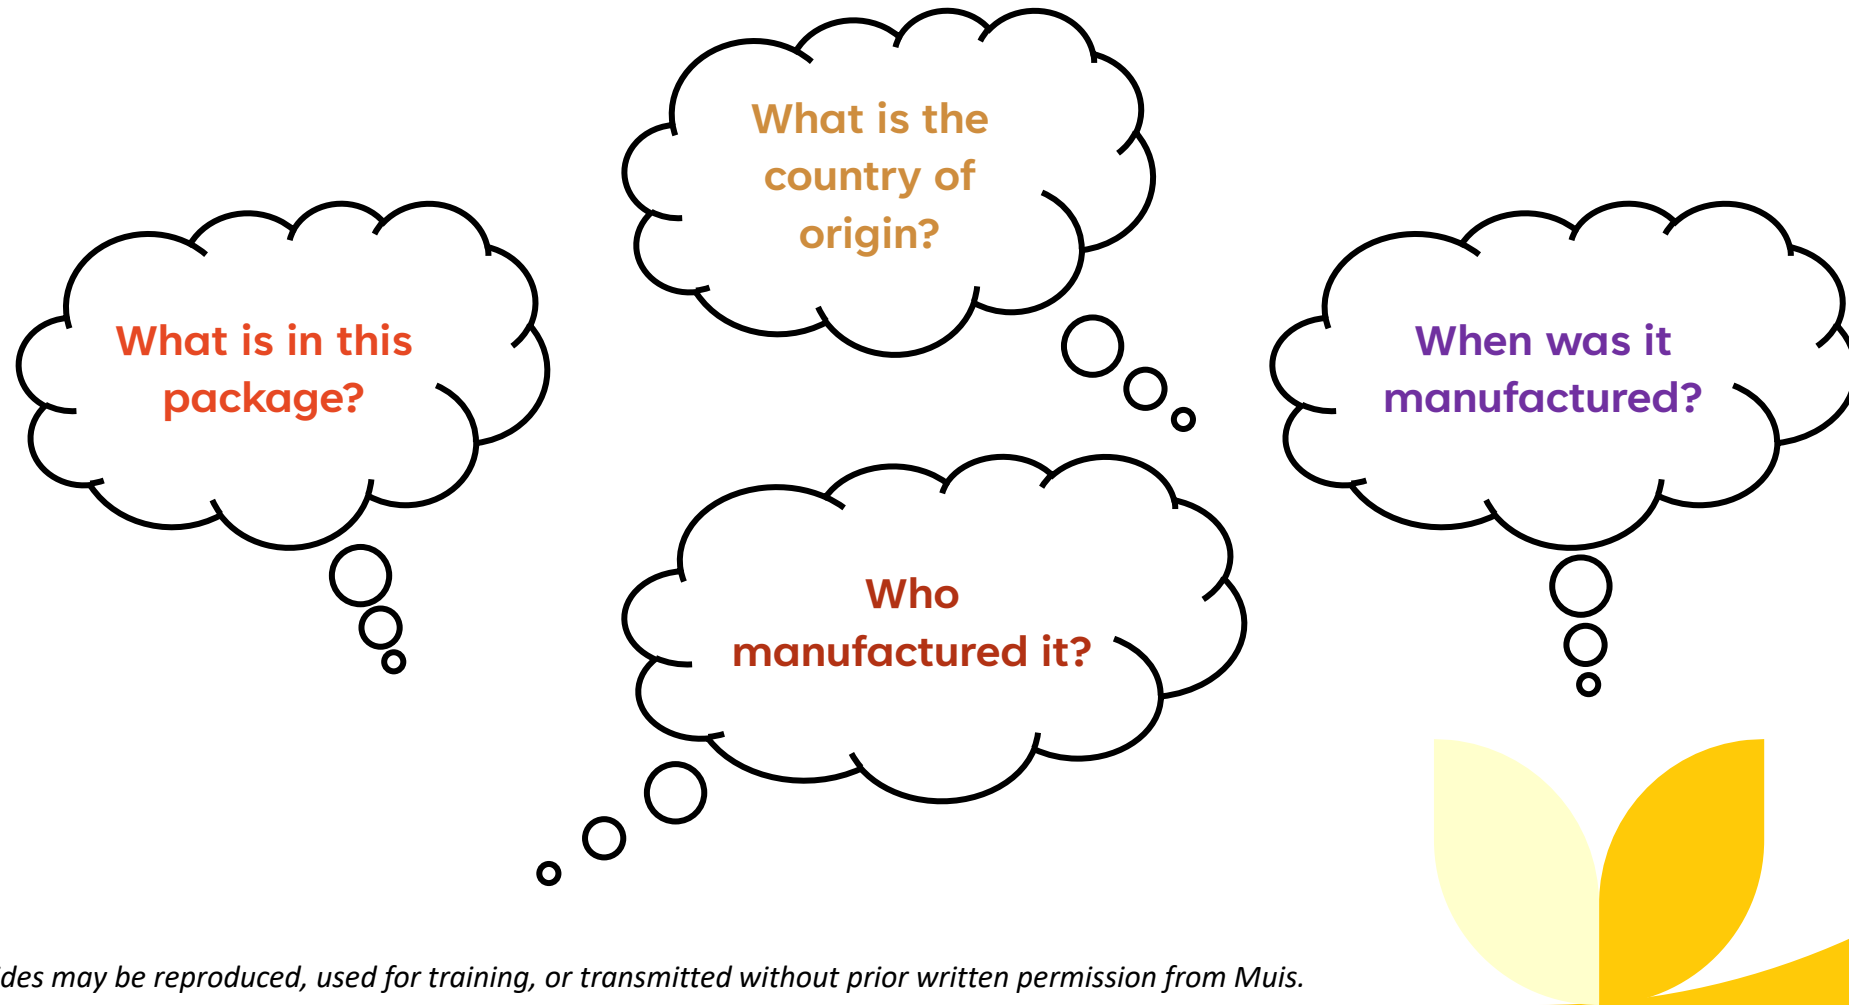 What is the
country of
origin?
What is in this
package?
When was it
manufactured?
Who
manufactured it?
may be reproduced, used for training, or transmitted without prior written permission from Muis.